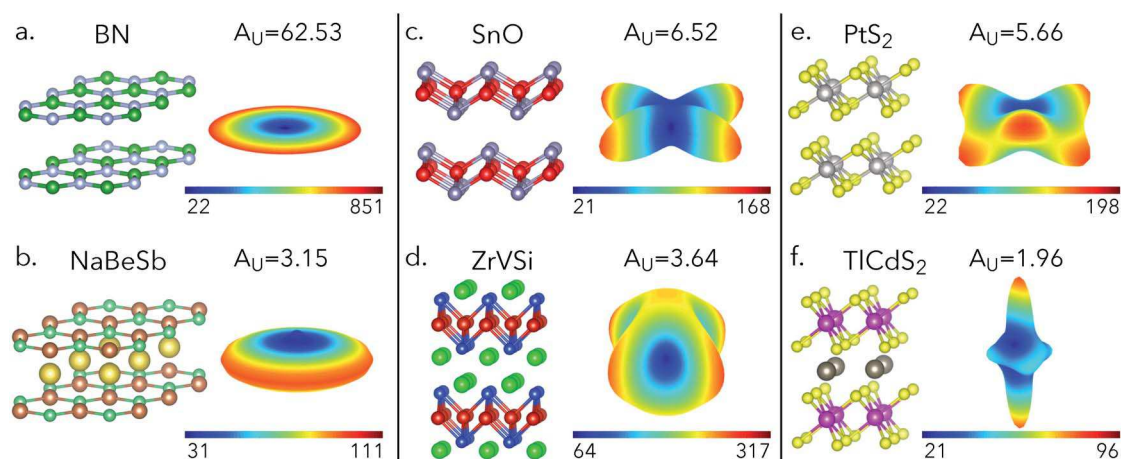 a. BN A_U=62.53
22 851
b. NaBeSb A_U=3.15
31 111
c. SnO A_U=6.52
21 168
d. ZrVSi A_U=3.64
64 317
e. PtS₂ A_U=5.66
22 198
f. TlCdS₂ A_U=1.96
21 96